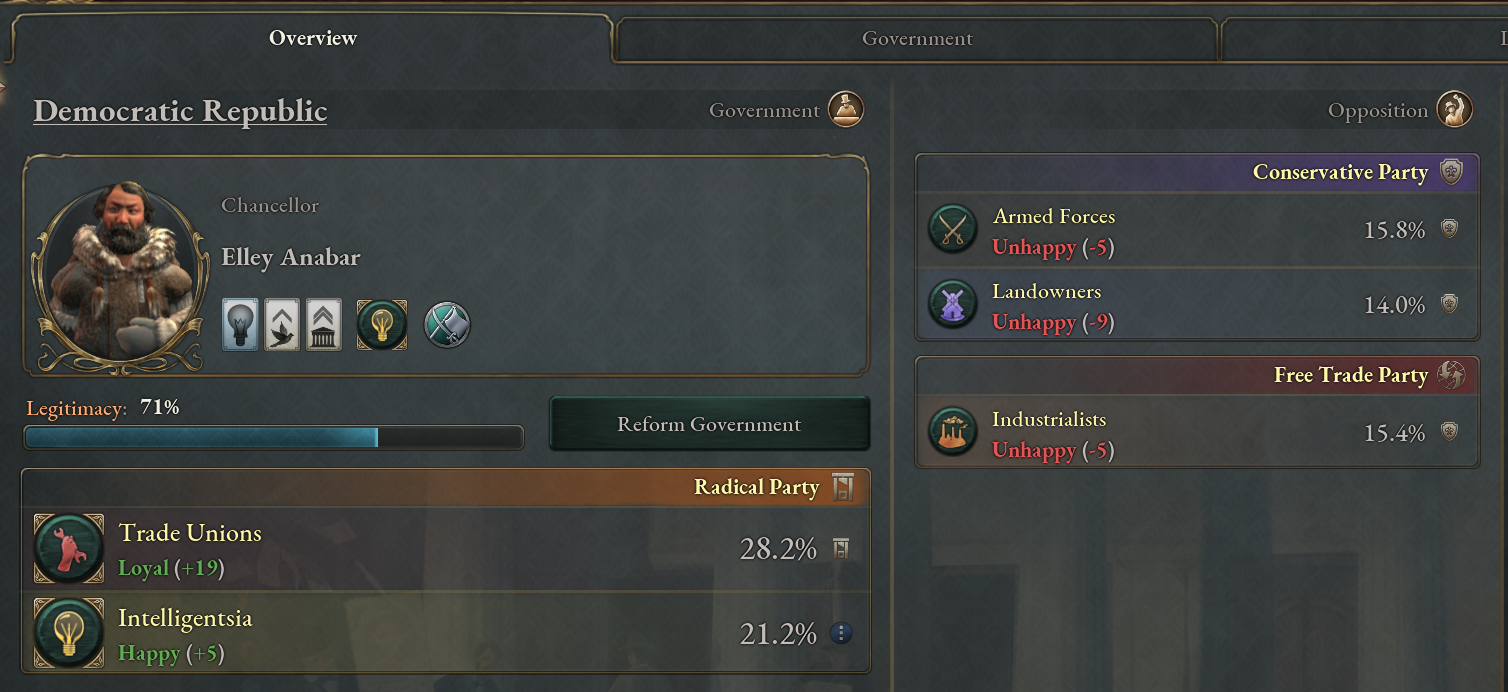 Overview
Government
Democratic Republic
Government
Opposition
Chancellor
Elley Anabar
Legitimacy: 71%
Reform Government
Radical Party
Trade Unions
28.2%
Loyal (+19)
Intelligentsia
21.2%
Happy (+5)
Conservative Party
Armed Forces
15.8%
Unhappy (-5)
Landowners
14.0%
Unhappy (-9)
Free Trade Party
Industrialists
15.4%
Unhappy (-5)